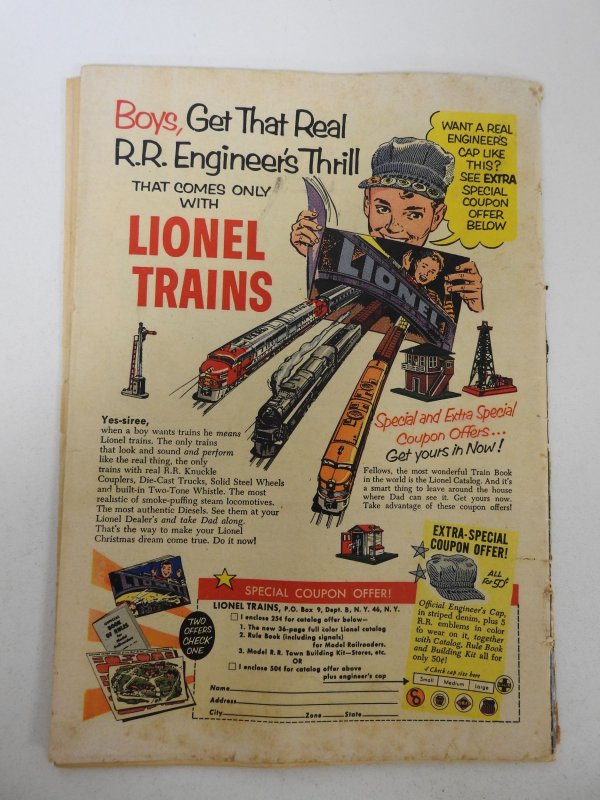 Boys, Get That Real
R.R. Engineer's Thrill
THAT COMES ONLY
WITH
LIONEL
TRAINS
WANT A REAL
ENGINEER'S
CAP LIKE
THIS?
SEE EXTRA
SPECIAL
COUPON
OFFER
BELOW
LIONEL
Special and Extra Special
Coupon Offers...
Get yours in Now!
Yes-siree,
when a boy wants trains he means
Lionel trains. The only trains
that look and sound and perform
like the real thing, the only
trains with real R.R. Knuckle
Couplers, Die-Cast Trucks, Solid Steel Wheels
and built-in Two-Tone Whistle. The most
realistic of smoke-puffing steam locomotives.
The most authentic Diesels. See them at your
Lionel Dealer's and take Dad along.
That's the way to make your Lionel
Christmas dream come true. Do it now!
Fellows, the most wonderful Train Book
in the world is the Lionel Catalog. And it's
a smart thing to leave around the house
where Dad can see it. Get yours now.
Take advantage of these coupon offers!
EXTRA-SPECIAL
COUPON OFFER!
ALL
for 50¢
Official Engineer's Cap,
in striped denim, plus 5
R.R. emblems in color
to wear on it, together
with Catalog, Rule Book
and Building Kit all for
only 50¢!
✓ Check cap size here
Small Medium Large
TWO
OFFERS
CHECK
ONE
SPECIAL COUPON OFFER!
LIONEL TRAINS, P.O. Box 9, Dept. B, N. Y. 46, N. Y.
I enclose 25¢ for catalog offer below—
1. The new 36-page full color Lionel catalog
2. Rule Book (including signals)
for Model Railroaders.
3. Model R.R. Town Building Kit—Stores, etc.
OR
I enclose 50¢ for catalog offer above
plus engineer's cap
Name
Address
City Zone State